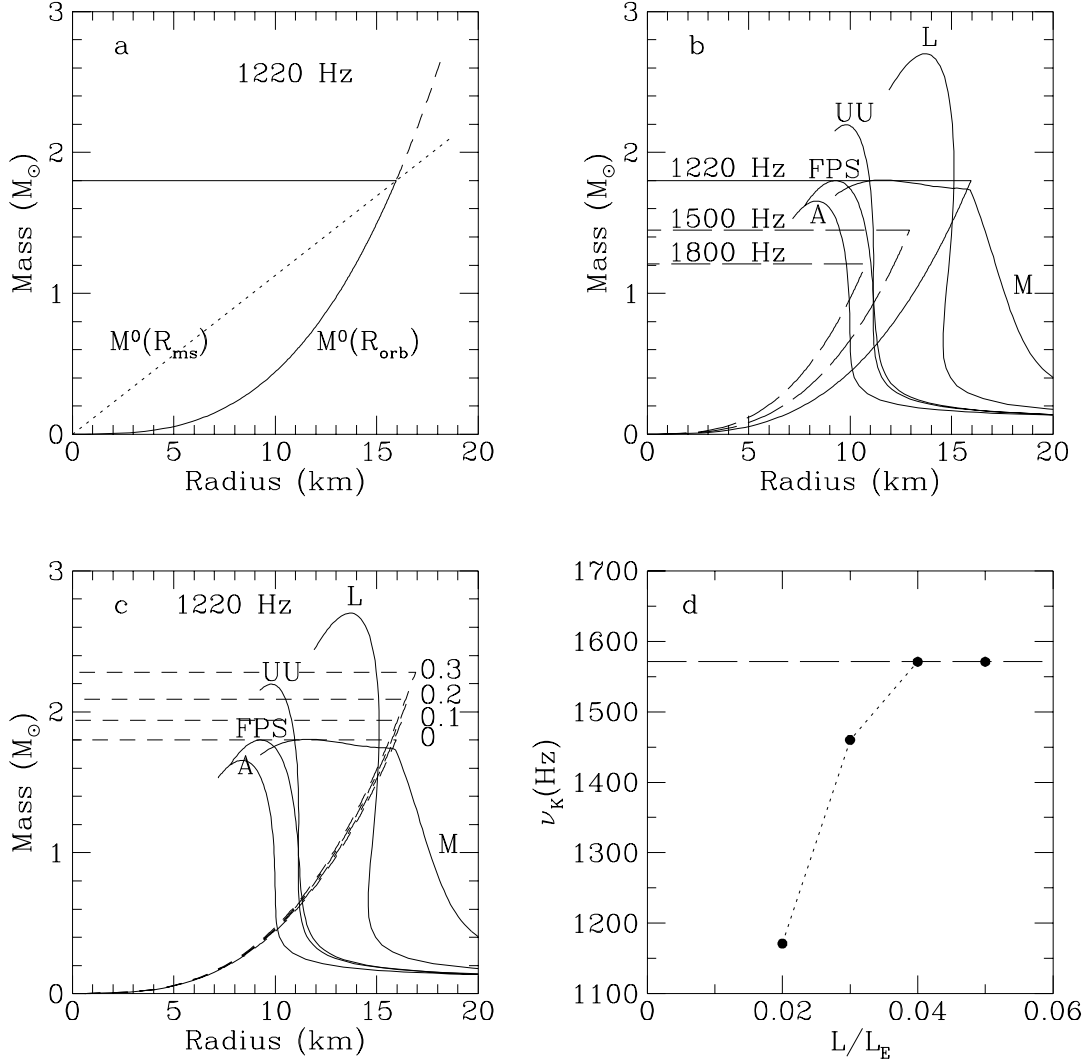 a
1220 Hz
M⁰(R_ms)
M⁰(R_orb)
Mass (M⊙)
0
1
2
3
0 5 10 15 20
Radius (km)
b
L
UU
1220 Hz FPS
A
1500 Hz
1800 Hz
M
Mass (M⊙)
0
1
2
3
0 5 10 15 20
Radius (km)
c
1220 Hz
L
UU
0.3
0.2
0.1
FPS
0
A
M
Mass (M⊙)
0
1
2
3
0 5 10 15 20
Radius (km)
d
1700
1600
1500
1400
1300
1200
1100
ν_K(Hz)
0 0.02 0.04 0.06
L/L_E